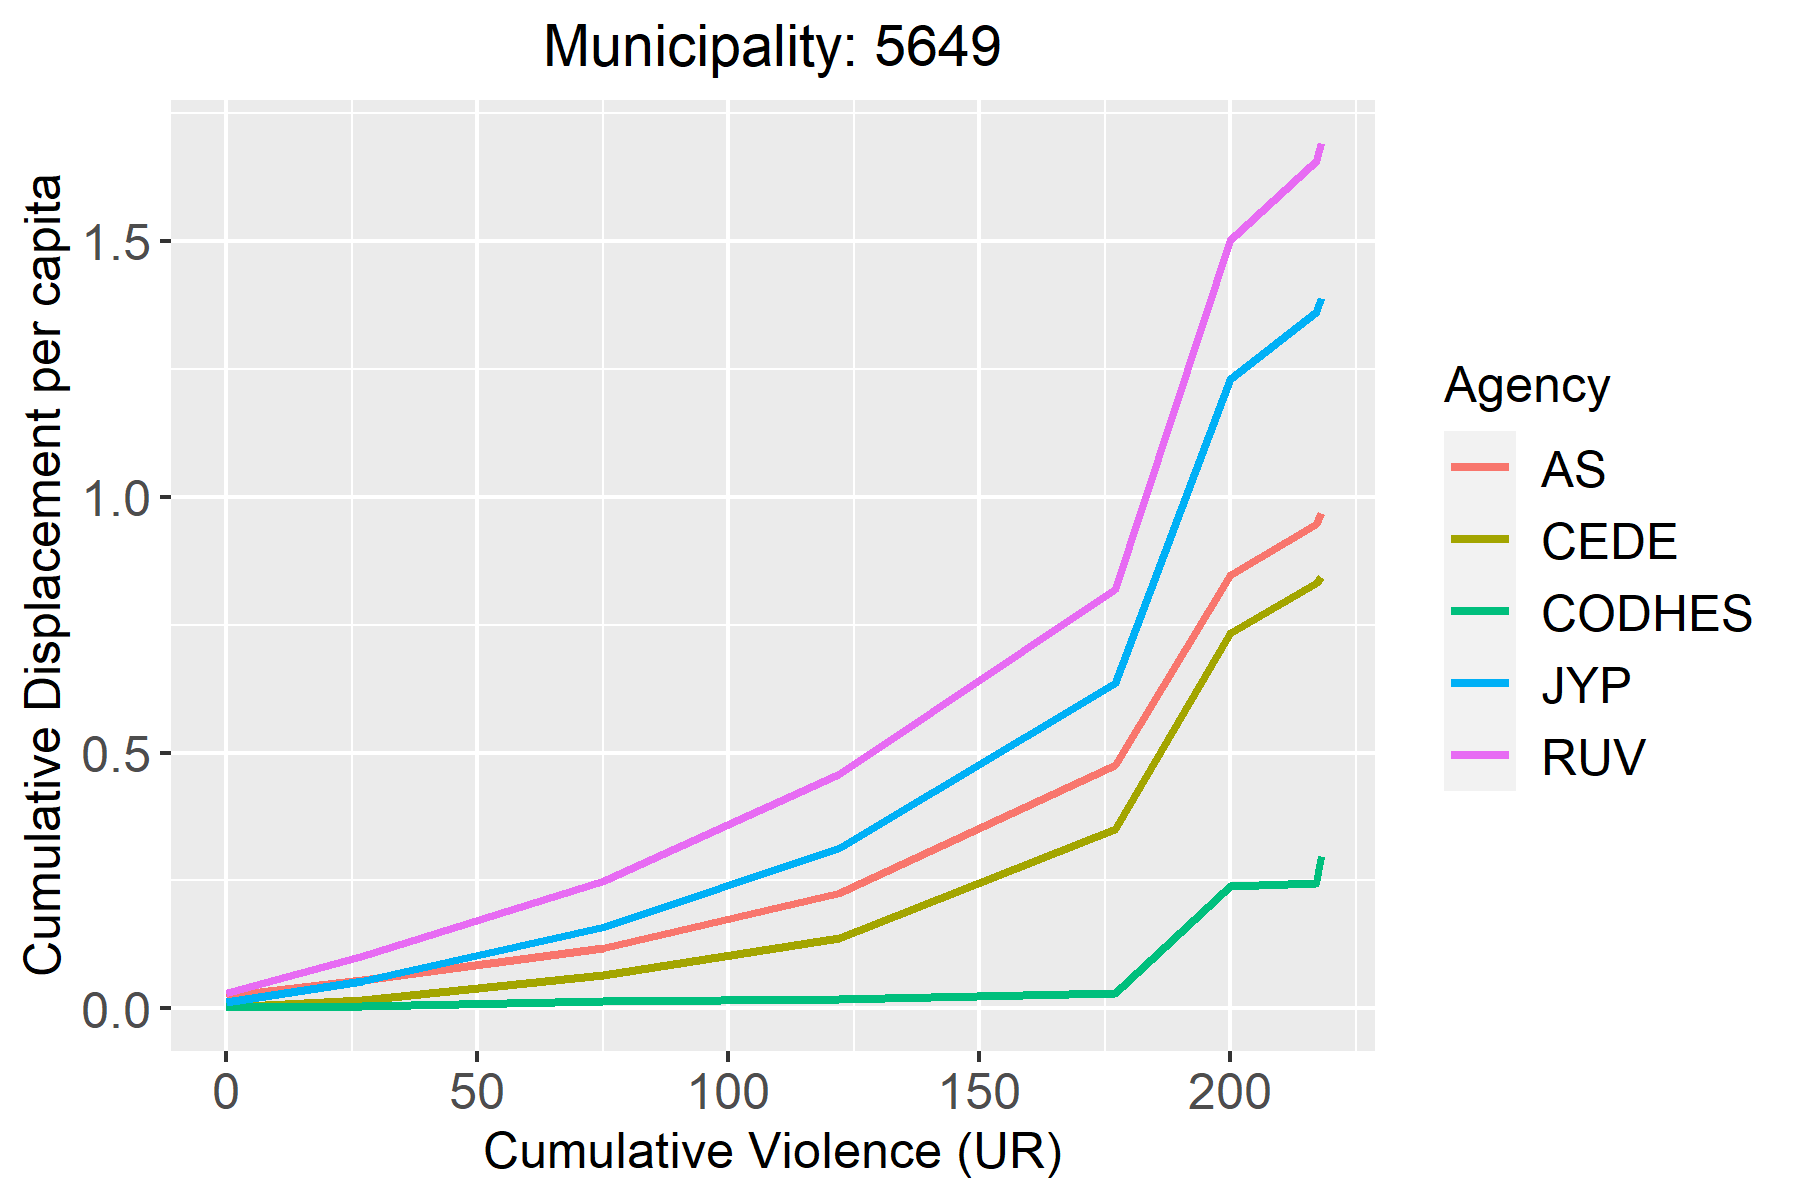 Municipality: 5649
Cumulative Displacement per capita
1.5
1.0
0.5
0.0
0 50 100 150 200
Cumulative Violence (UR)
Agency
AS
CEDE
CODHES
JYP
RUV